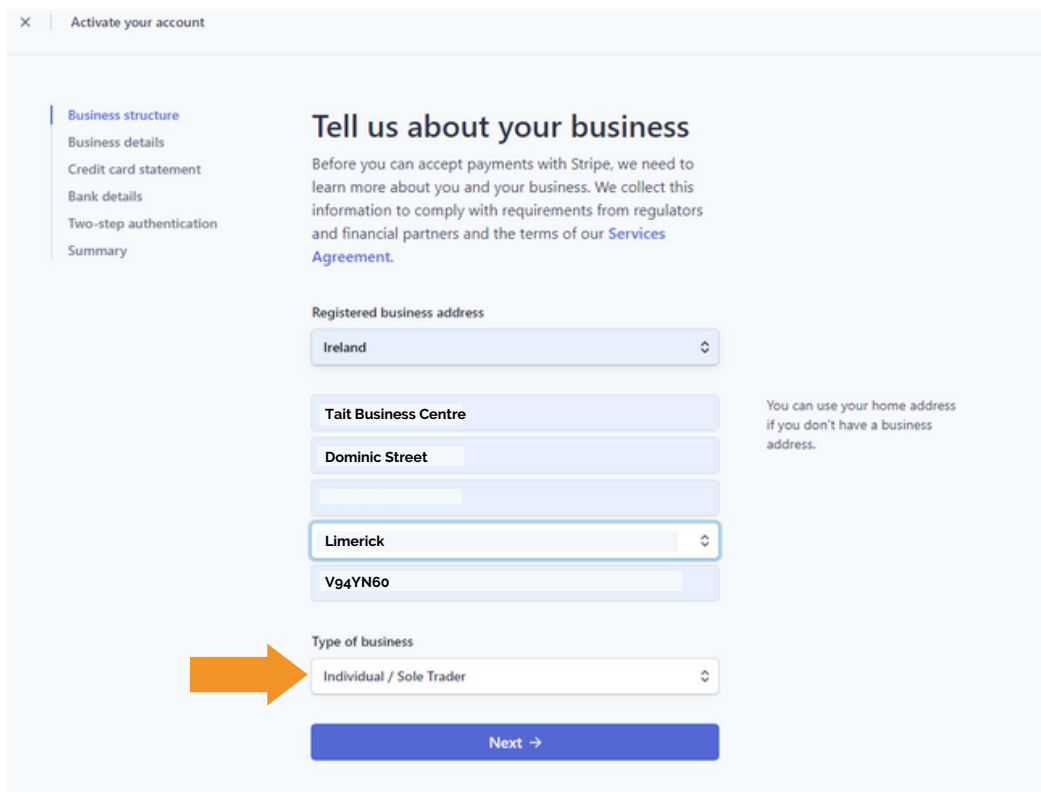 Activate your account
Business structure
Business details
Credit card statement
Bank details
Two-step authentication
Summary
Tell us about your business
Before you can accept payments with Stripe, we need to
learn more about you and your business. We collect this
information to comply with requirements from regulators
and financial partners and the terms of our Services
Agreement.
Registered business address
Ireland
Tait Business Centre
Dominic Street
Limerick
V94YN60
You can use your home address
if you don't have a business
address.
Type of business
Individual / Sole Trader
Next →